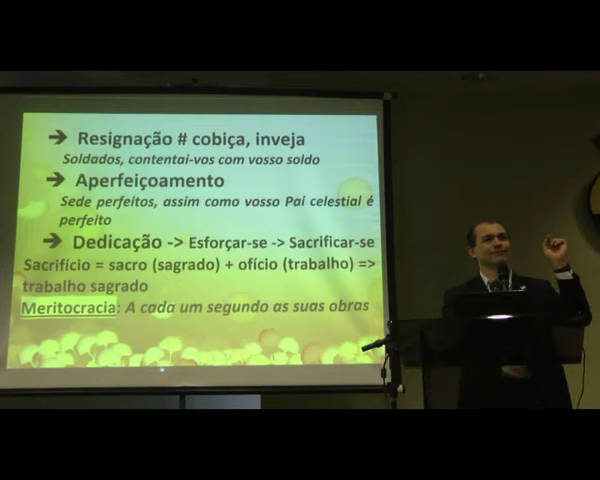 ➔ Resignação # cobiça, inveja
Soldados, contentai-vos com vosso soldo
➔ Aperfeiçoamento
Sede perfeitos, assim como vosso Pai celestial é
perfeito
➔ Dedicação -> Esforçar-se -> Sacrificar-se
Sacrifício = sacro (sagrado) + ofício (trabalho) =>
trabalho sagrado
Meritocracia: A cada um segundo as suas obras